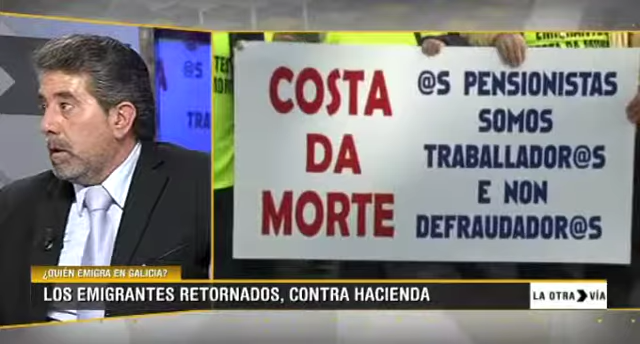 COSTA
DA
MORTE
@S PENSIONISTAS
SOMOS
TRABALLADOR@S
E NON
DEFRAUDADOR@S
¿QUIÉN EMIGRA EN GALICIA?
LOS EMIGRANTES RETORNADOS, CONTRA HACIENDA
LA OTRA VÍA